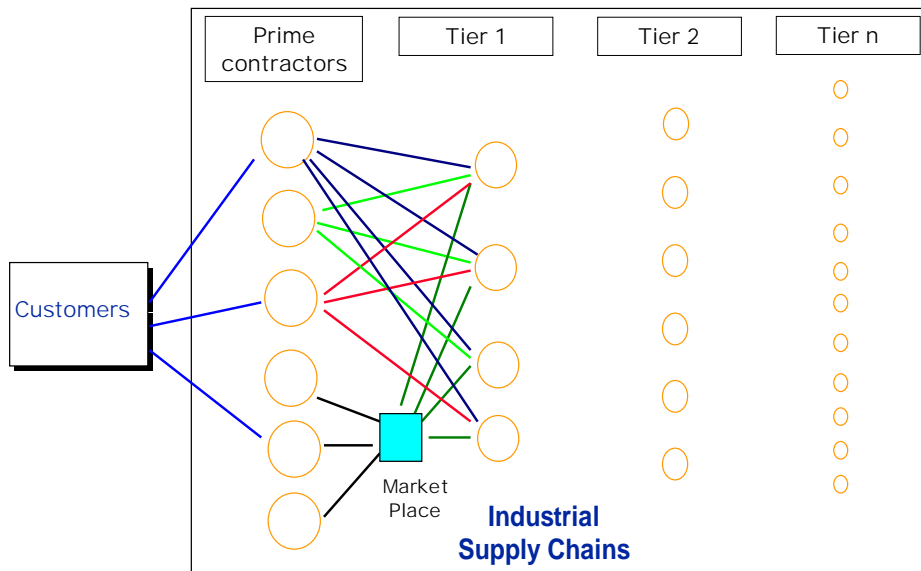 Prime
contractors
Tier 1
Tier 2
Tier n
Customers
Market
Place
Industrial
Supply Chains